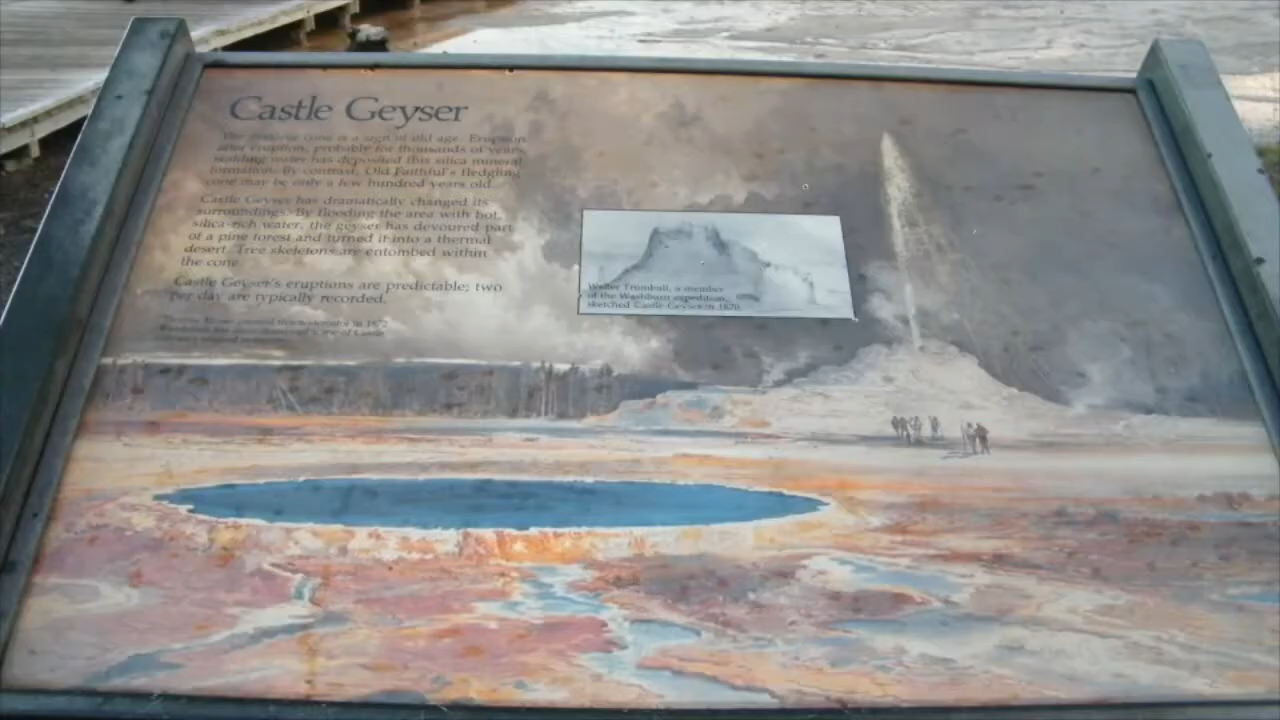 Castle Geyser
The massive cone is a sign of old age. Eruption
after eruption, probably for thousands of years,
scalding water has deposited this silica mineral
formation. By contrast, Old Faithful's fledgling
cone may be only a few hundred years old.
Castle Geyser has dramatically changed its
surroundings. By flooding the area with hot,
silica-rich water, the geyser has devoured part
of a pine forest and turned it into a thermal
desert. Tree skeletons are entombed within
the cone.
Castle Geyser's eruptions are predictable; two
per day are typically recorded.
in 1872
of Castle
Walter Trumbull, a member
of the Washburn expedition,
sketched Castle Geyser in 1870.